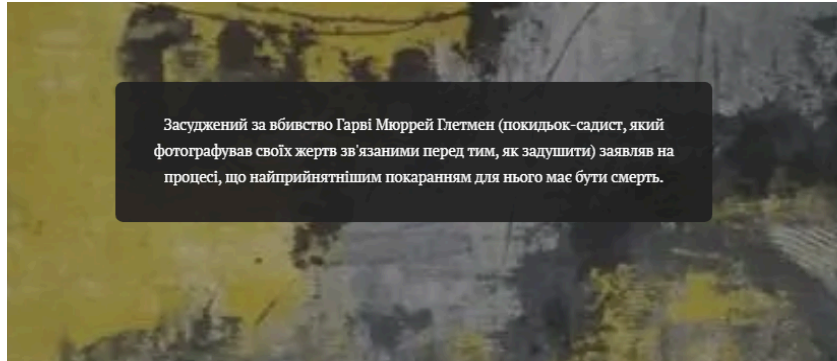 Засуджений за вбивство Гарві Мюррей Глетмен (покидьок-садист, який
фотографував своїх жертв зв'язаними перед тим, як задушити) заявляв на
процесі, що найприйнятнішим покаранням для нього має бути смерть.